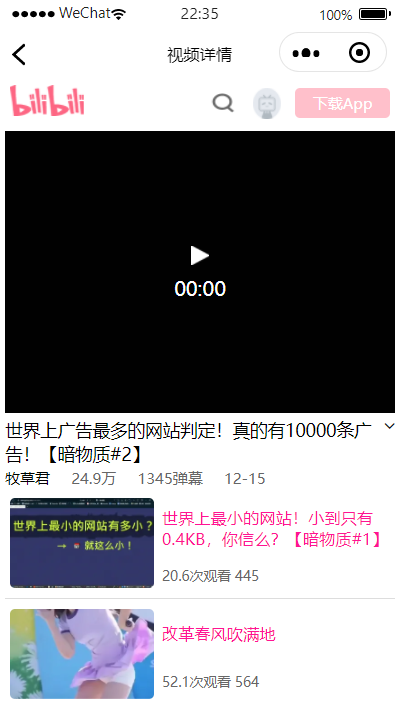 WeChat 22:35 100%
视频详情
bilibili 下载App
00:00
世界上广告最多的网站判定！真的有10000条广
告！【暗物质#2】
牧草君 24.9万 1345弹幕 12-15
世界上最小的网站有多小？
→ 就这么小！
世界上最小的网站！小到只有
0.4KB，你信么？【暗物质#1】
20.6次观看 445
改革春风吹满地
52.1次观看 564